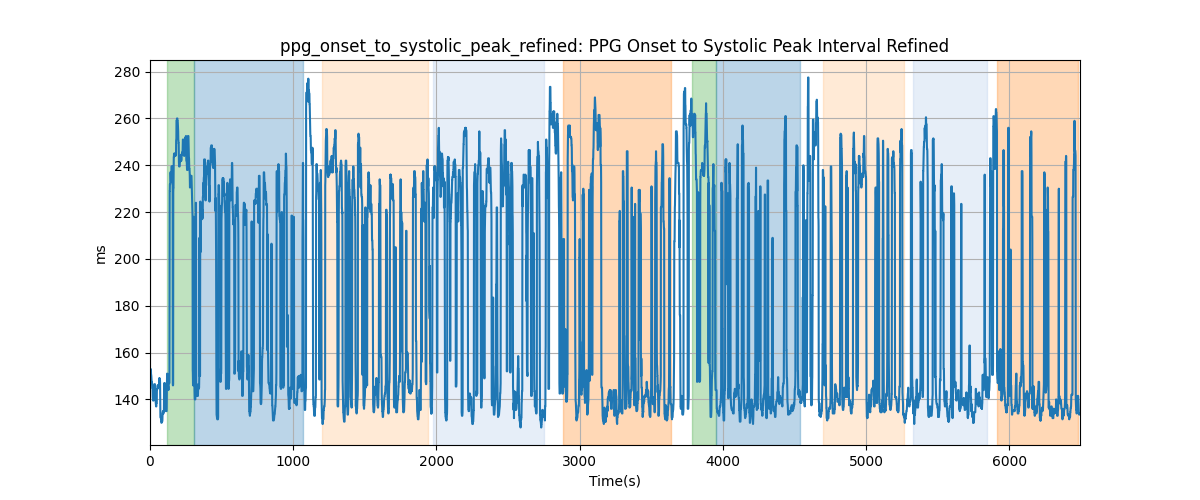 ppg_onset_to_systolic_peak_refined: PPG Onset to Systolic Peak Interval Refined
280
260
240
220
200
180
160
140
ms
0 1000 2000 3000 4000 5000 6000
Time(s)